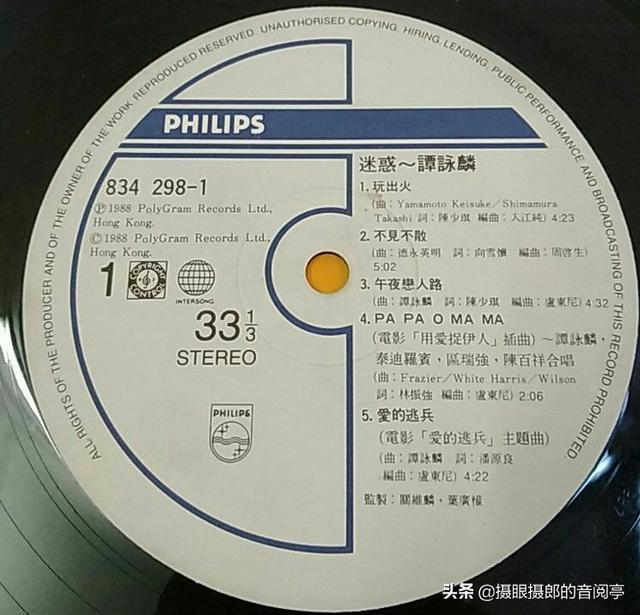 ALL RIGHTS OF THE PRODUCER AND OF THE OWNER OF THE WORK REPRODUCED RESERVED. UNAUTHORISED COPYING, HIRING, LENDING, PUBLIC PERFORMANCE AND BROADCASTING OF THIS RECORD PROHIBITED
PHILIPS
834 298-1
Ⓟ 1988 PolyGram Records Ltd.,
Hong Kong.
© 1988 PolyGram Records Ltd.,
Hong Kong.
1
COPYRIGHT
CONTROL
INTERSONG
33 1/3
STEREO
PHILIPS
迷惑～譚詠麟
1. 玩出火
(曲：Yamamoto Keisuke/Shimamura
Takashi 詞：陳少琪 編曲：入江純) 4:23
2. 不見不散
(曲：德永英明 詞：向雪懷 編曲：周啓生)
5:02
3. 午夜戀人路
(曲：譚詠麟 詞：陳少琪 編曲：盧東尼) 4:32
4. PA PA O MA MA
(電影「用愛捉伊人」插曲) ～譚詠麟・
泰迪羅賓・區瑞強・陳百祥合唱
(曲：Frazier/White Harris/Wilson
詞：林振強 編曲：盧東尼) 2:06
5. 愛的逃兵
(電影「愛的逃兵」主題曲)
(曲：譚詠麟 詞：潘源良
編曲：盧東尼) 4:22
監製：關維麟・葉廣權
头条 @摄眼摄郎的音阅亭